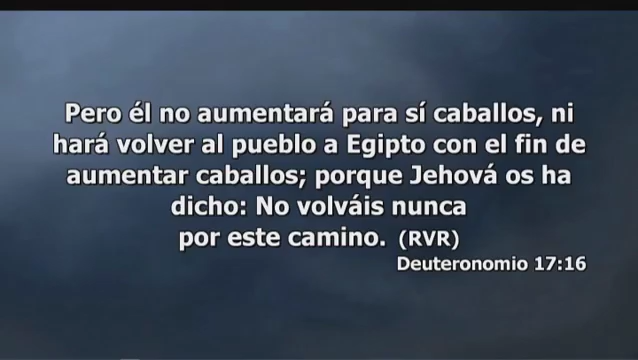 Pero él no aumentará para sí caballos, ni
hará volver al pueblo a Egipto con el fin de
aumentar caballos; porque Jehová os ha
dicho: No volváis nunca
por este camino. (RVR)
Deuteronomio 17:16